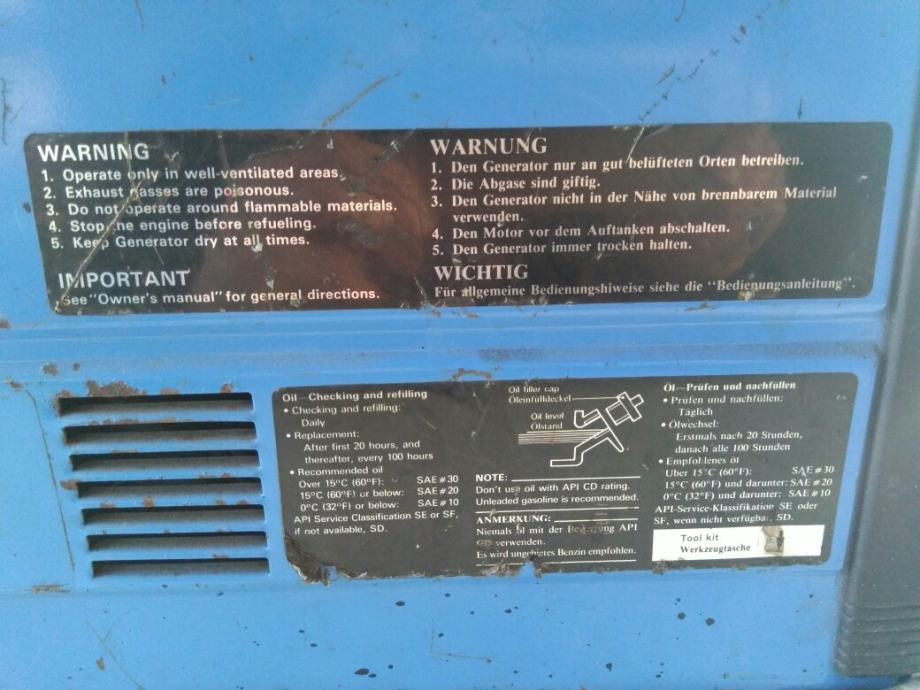 WARNING
1. Operate only in well-ventilated areas.
2. Exhaust gasses are poisonous.
3. Do not operate around flammable materials.
4. Stop the engine before refueling.
5. Keep Generator dry at all times.
IMPORTANT
See "Owner's manual" for general directions.
WARNUNG
1. Den Generator nur an gut belüfteten Orten betreiben.
2. Die Abgase sind giftig.
3. Den Generator nicht in der Nähe von brennbarem Material
verwenden.
4. Den Motor vor dem Auftanken abschalten.
5. Den Generator immer trocken halten.
WICHTIG
Für allgemeine Bedienungshiweise siehe die "Bedienungsanleitung".
Oil—Checking and refilling
• Checking and refilling:
Daily
• Replacement:
After first 20 hours, and
thereafter, every 100 hours
• Recommended oil
Over 15°C (60°F): SAE#30
15°C (60°F) or below: SAE#20
0°C (32°F) or below: SAE#10
API Service Classification SE or SF,
if not available, SD.
Oil filler cap
Öleinfülldeckel
Oil level
Ölstand
NOTE:
Don't use oil with API CD rating.
Unleaded gasoline is recommended.
ANMERKUNG:
Niemals Öl mit der API
CD verwenden.
Es wird ungebleites Benzin empfohlen.
Öl—Prüfen und nachfüllen
• Prüfen und nachfüllen:
Täglich
• Ölwechsel:
Erstmals nach 20 Stunden,
danach alle 100 Stunden
• Empfohlenes öl
Über 15°C (60°F): SAE#30
15°C (60°F) und darunter: SAE#20
0°C (32°F) und darunter: SAE#10
API-Service-Klassifikation SE oder
SF, wenn nicht verfügbar, SD.
Tool kit
Werkzeugtasche